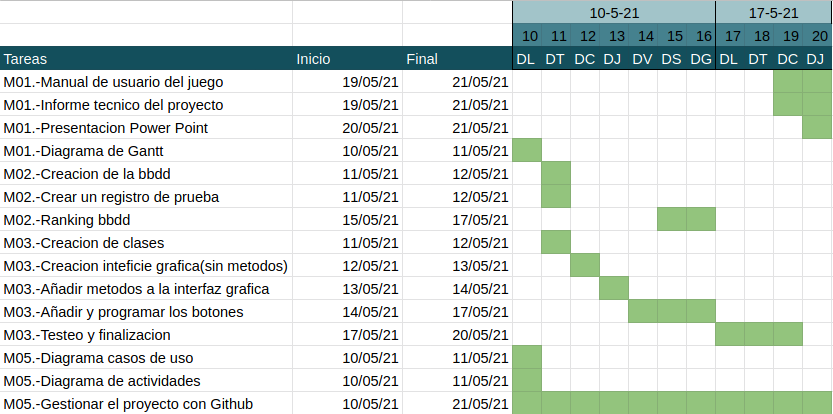 10-5-21 17-5-21
10 11 12 13 14 15 16 17 18 19 20
Tareas Inicio Final DL DT DC DJ DV DS DG DL DT DC DJ
M01.-Manual de usuario del juego 19/05/21 21/05/21
M01.-Informe tecnico del proyecto 19/05/21 21/05/21
M01.-Presentacion Power Point 20/05/21 21/05/21
M01.-Diagrama de Gantt 10/05/21 11/05/21
M02.-Creacion de la bbdd 11/05/21 12/05/21
M02.-Crear un registro de prueba 11/05/21 12/05/21
M02.-Ranking bbdd 15/05/21 17/05/21
M03.-Creacion de clases 11/05/21 12/05/21
M03.-Creacion inteficie grafica(sin metodos) 12/05/21 13/05/21
M03.-Añadir metodos a la interfaz grafica 13/05/21 14/05/21
M03.-Añadir y programar los botones 14/05/21 17/05/21
M03.-Testeo y finalizacion 17/05/21 20/05/21
M05.-Diagrama casos de uso 10/05/21 11/05/21
M05.-Diagrama de actividades 10/05/21 11/05/21
M05.-Gestionar el proyecto con Github 10/05/21 21/05/21